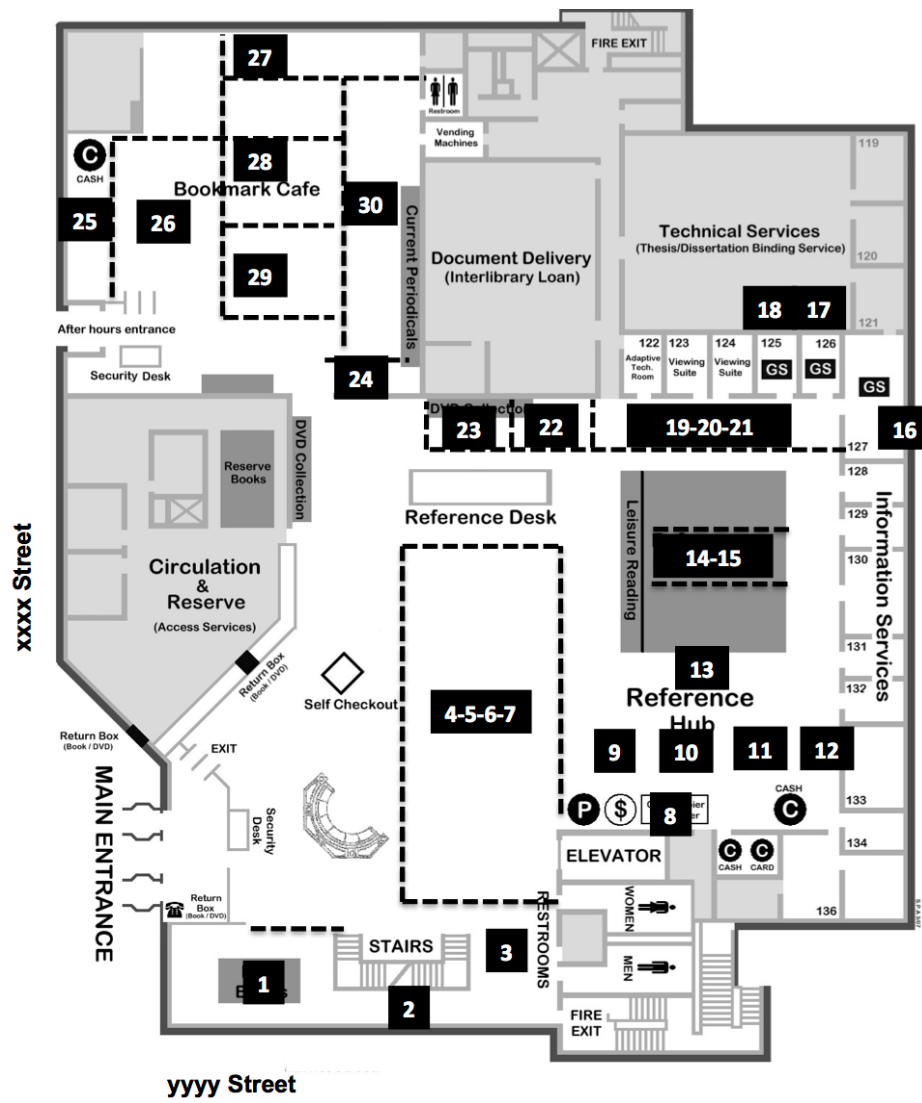 27
FIRE EXIT
Restroom
Vending
Machines
C
CASH
28
Bookmark Cafe
25
26
30
29
Current Periodicals
Document Delivery
(Interlibrary Loan)
Technical Services
(Thesis/Dissertation Binding Service)
119
120
121
18
17
After hours entrance
Security Desk
24
122
Adaptive
Tech.
Room
123
Viewing
Suite
124
Viewing
Suite
125
GS
126
GS
GS
DVD Collection
23
22
19-20-21
16
127
128
129
130
131
132
133
134
136
Information Services
DVD Collection
Reserve
Books
Reference Desk
Leisure Reading
14-15
13
Reference
Hub
xxxx Street
Circulation
&
Reserve
(Access Services)
Return Box
(Book / DVD)
Self Checkout
4-5-6-7
9
10
11
12
Return Box
(Book / DVD)
EXIT
MAIN ENTRANCE
Security
Desk
P
$
8
CASH
C
ELEVATOR
C
CASH
C
CARD
Return
Box
(Book / DVD)
RESTROOMS
WOMEN
MEN
STAIRS
3
1
2
FIRE
EXIT
yyyy Street